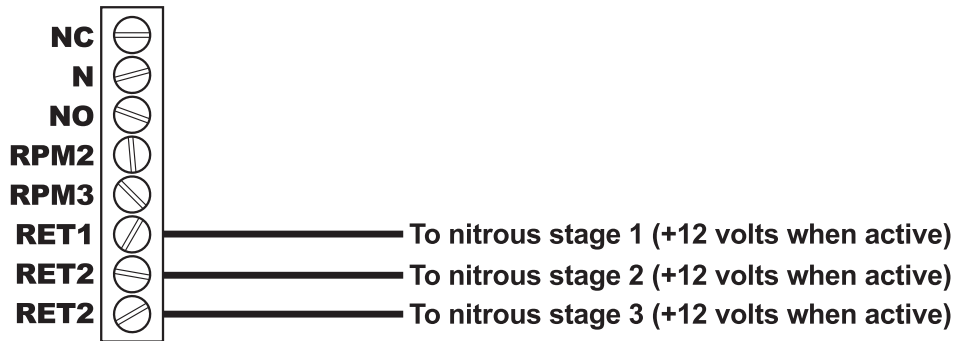 NC
N
NO
RPM2
RPM3
RET1 To nitrous stage 1 (+12 volts when active)
RET2 To nitrous stage 2 (+12 volts when active)
RET2 To nitrous stage 3 (+12 volts when active)